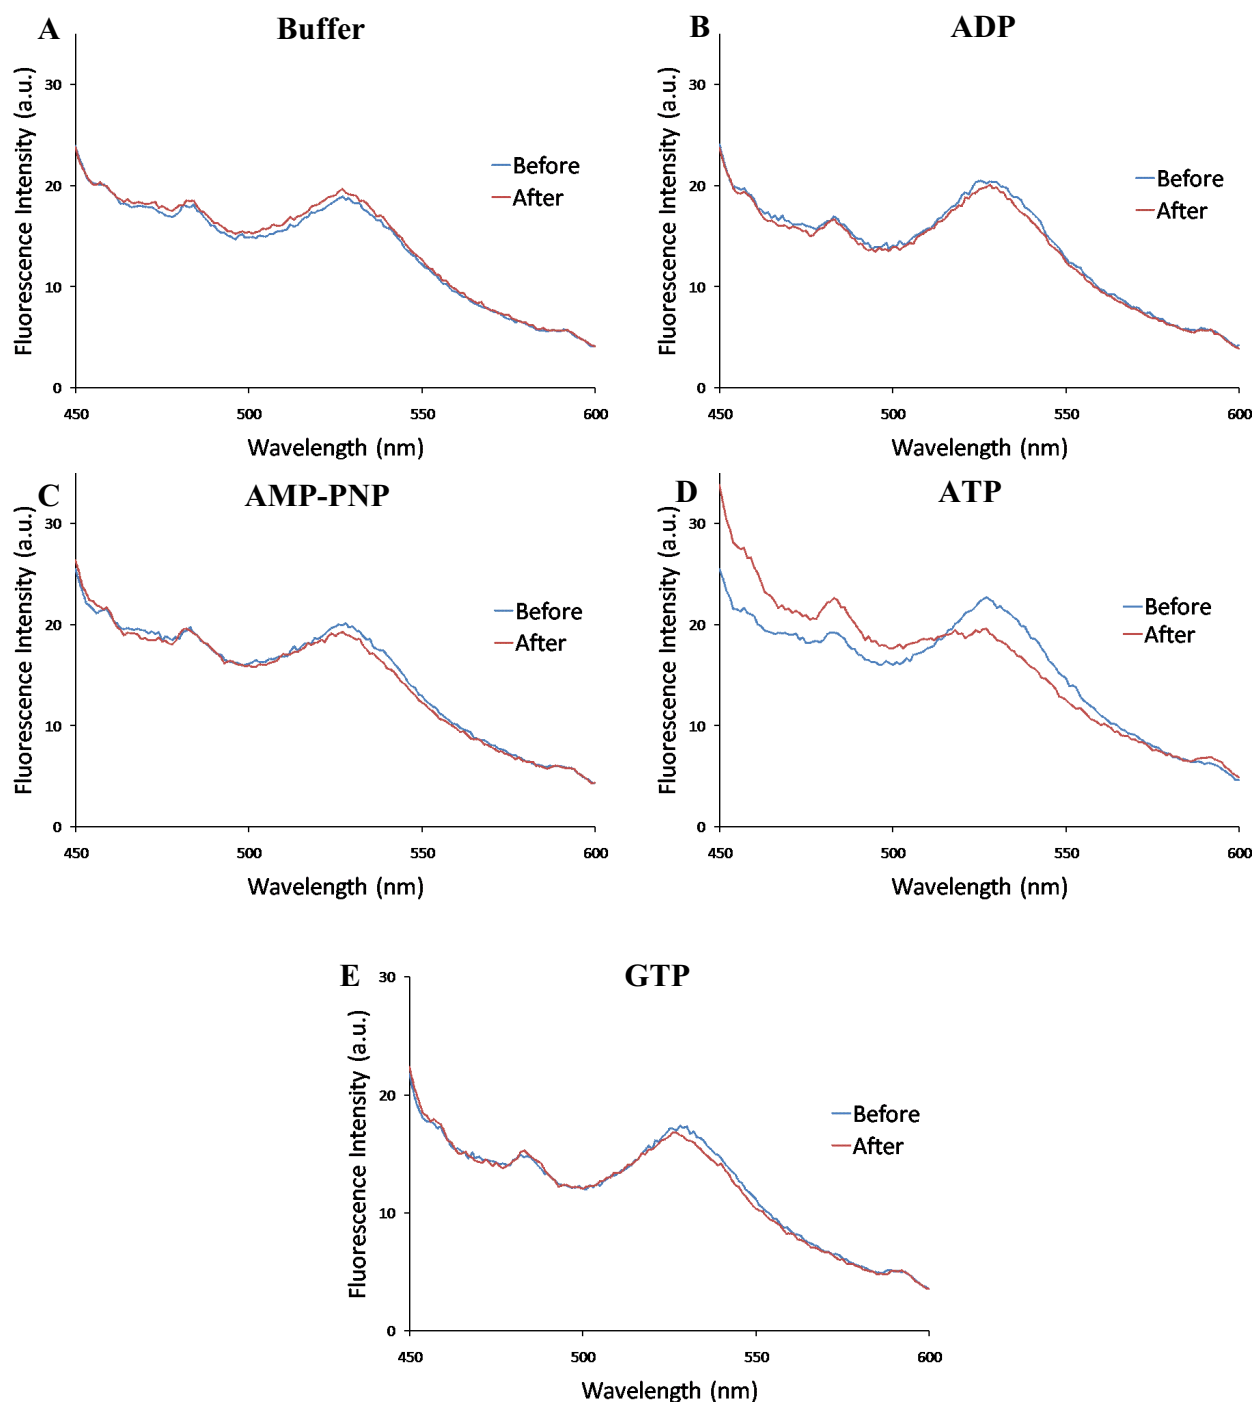 A
Buffer
Fluorescence Intensity (a.u.)
30
20
10
0
450
500
550
600
Wavelength (nm)
Before
After
B
ADP
Fluorescence Intensity (a.u.)
30
20
10
0
450
500
550
600
Wavelength (nm)
Before
After
C
AMP-PNP
Fluorescence Intensity (a.u.)
30
20
10
0
450
500
550
600
Wavelength (nm)
Before
After
D
ATP
Fluorescence Intensity (a.u.)
30
20
10
0
450
500
550
600
Wavelength (nm)
Before
After
E
GTP
Fluorescence Intensity (a.u.)
30
20
10
0
450
500
550
600
Wavelength (nm)
Before
After